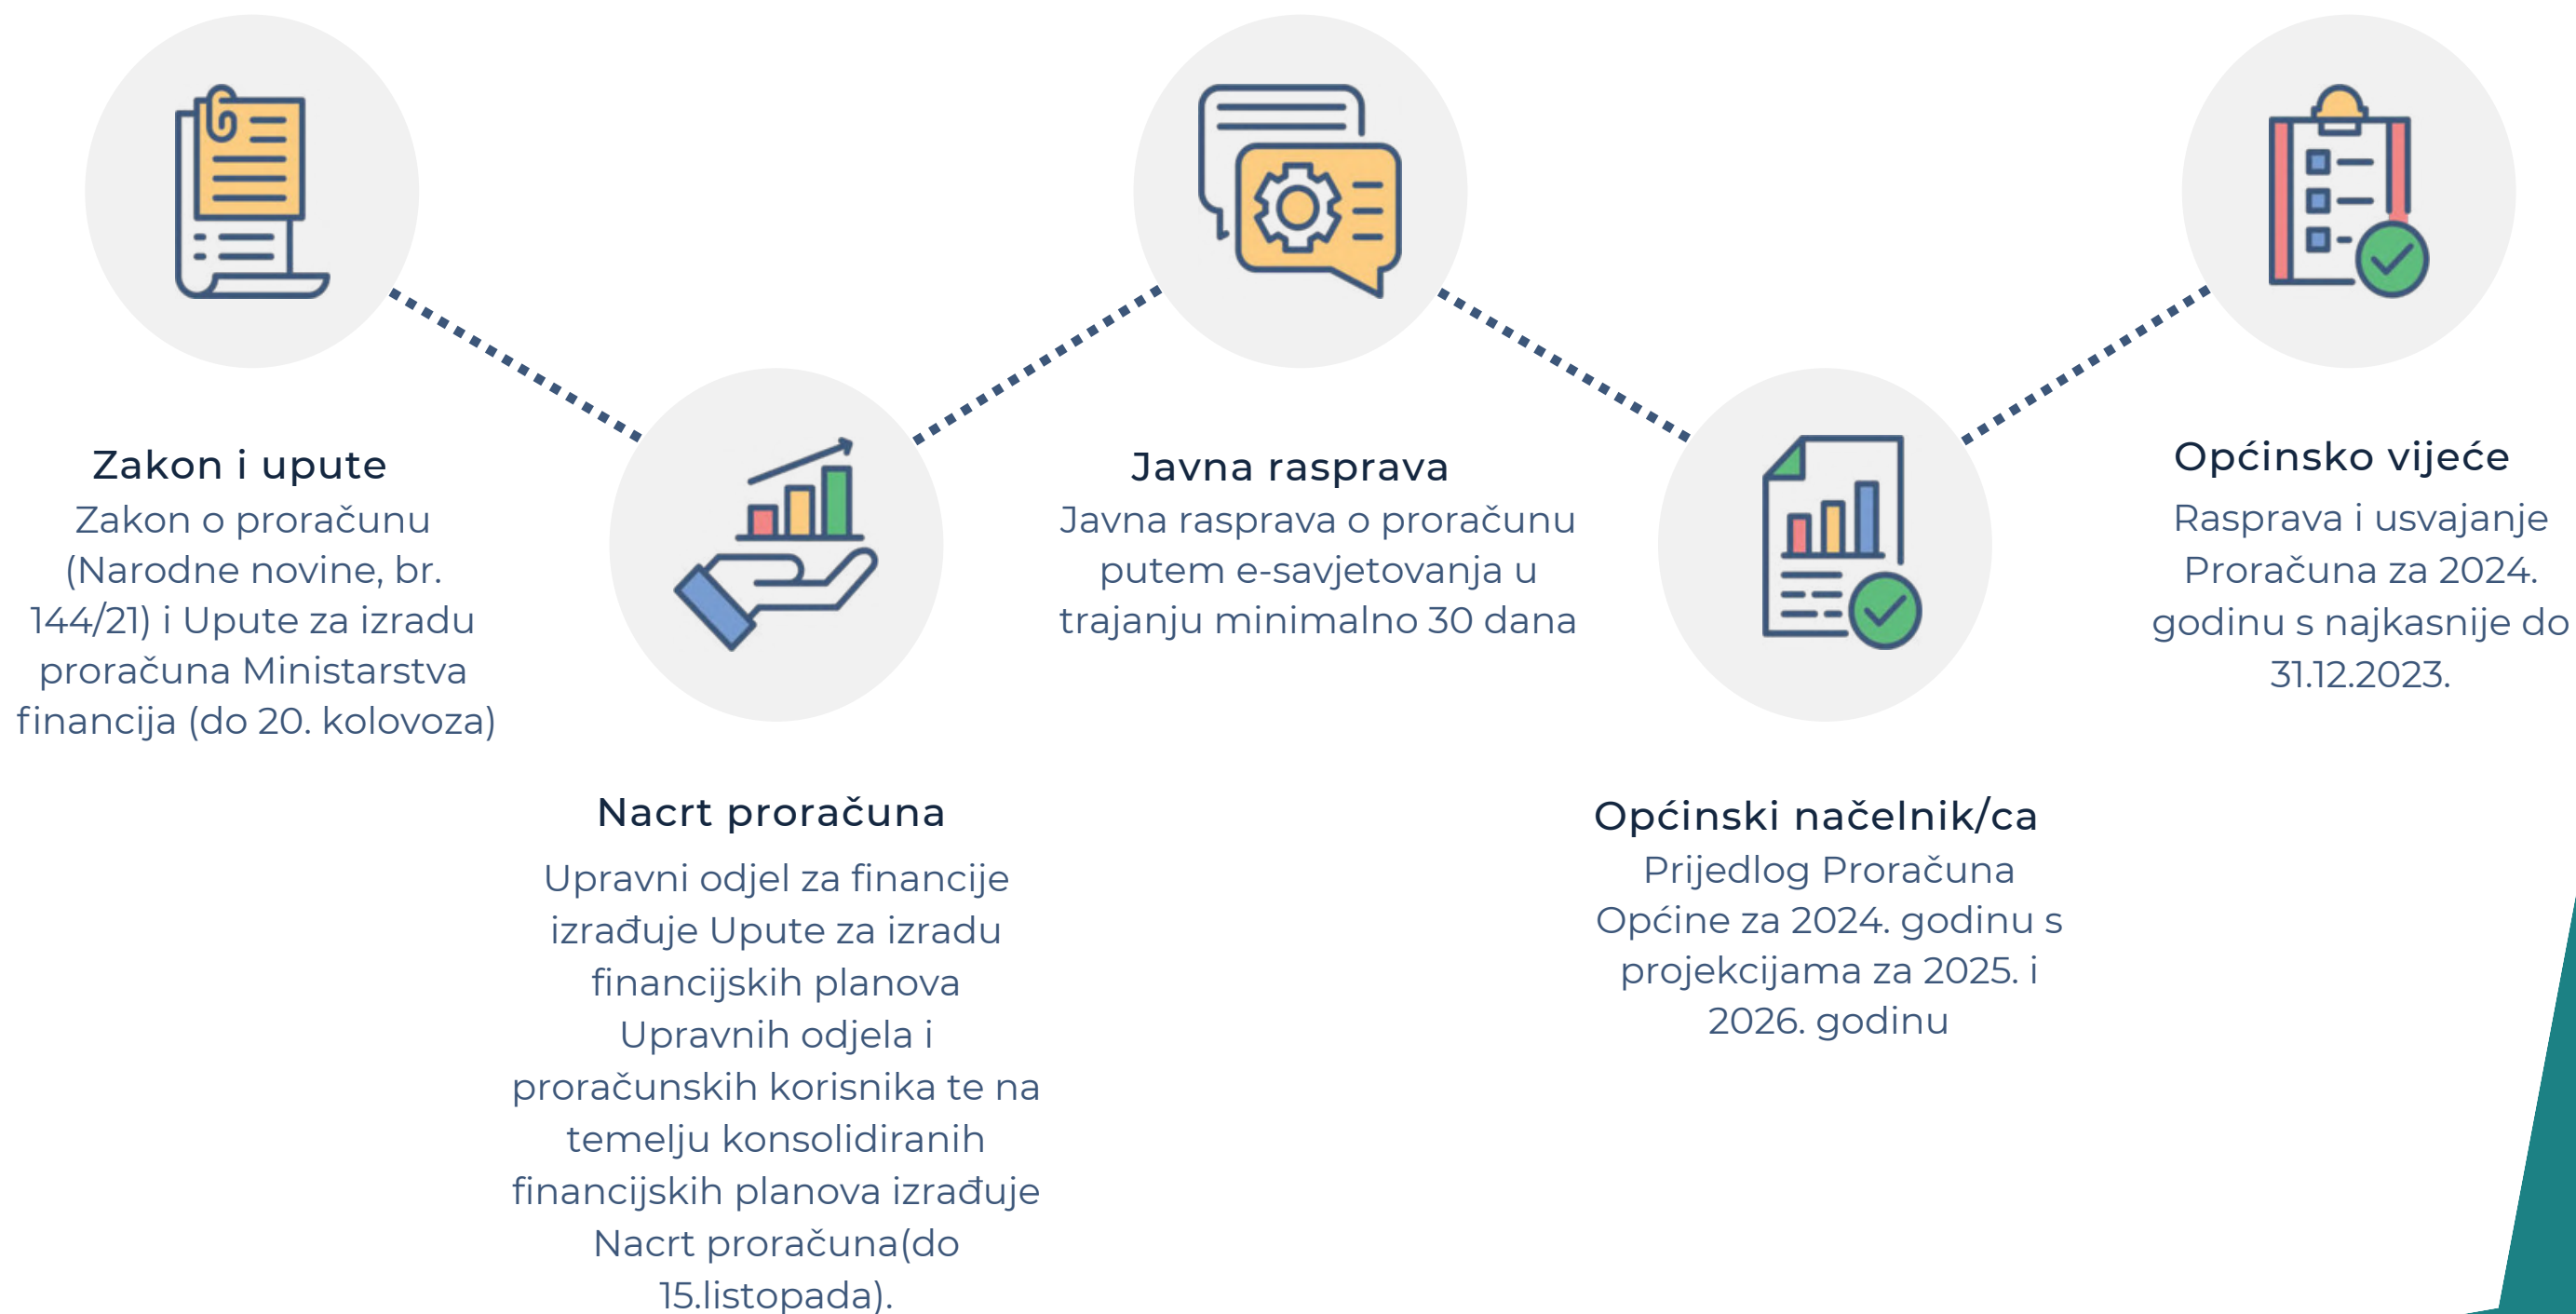 Zakon i upute
Zakon o proračunu
(Narodne novine, br.
144/21) i Upute za izradu
proračuna Ministarstva
financija (do 20. kolovoza)
Nacrt proračuna
Upravni odjel za financije
izrađuje Upute za izradu
financijskih planova
Upravnih odjela i
proračunskih korisnika te na
temelju konsolidiranih
financijskih planova izrađuje
Nacrt proračuna(do
15.listopada).
Javna rasprava
Javna rasprava o proračunu
putem e-savjetovanja u
trajanju minimalno 30 dana
Općinski načelnik/ca
Prijedlog Proračuna
Općine za 2024. godinu s
projekcijama za 2025. i
2026. godinu
Općinsko vijeće
Rasprava i usvajanje
Proračuna za 2024.
godinu s najkasnije do
31.12.2023.